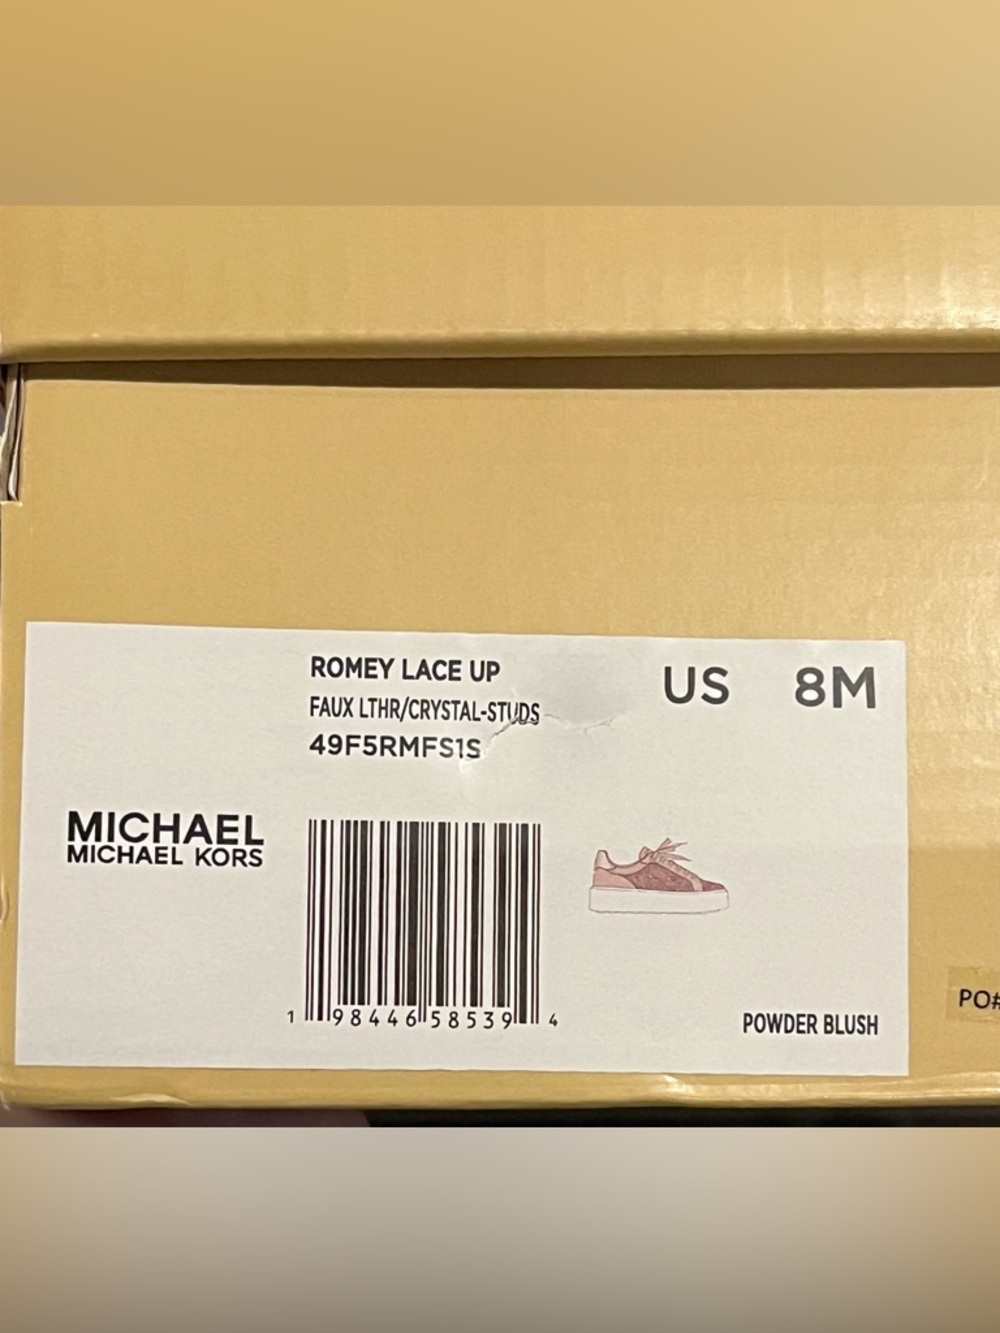 ROMEY LACE UP
US 8M
FAUX LTHR/CRYSTAL-STUDS
49F5RMFS1S
MICHAEL
MICHAEL KORS
1 98446 58539 4
POWDER BLUSH
PO#